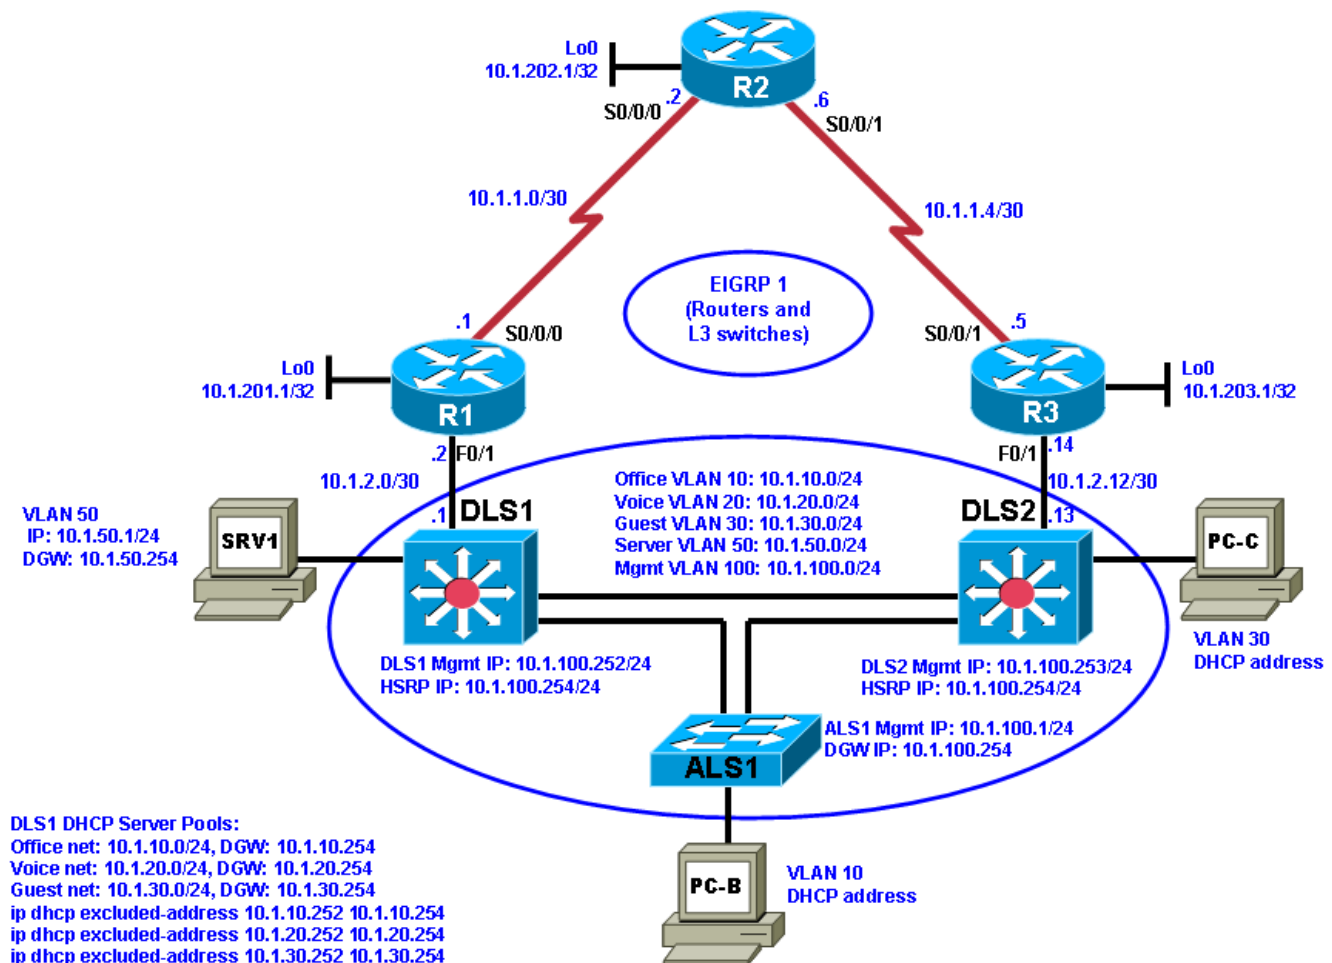 Lo0
10.1.202.1/32
R2
.2
S0/0/0
.6
S0/0/1
10.1.1.0/30
10.1.1.4/30
EIGRP 1
(Routers and
L3 switches)
.1
S0/0/0
.5
S0/0/1
Lo0
10.1.201.1/32
R1
R3
Lo0
10.1.203.1/32
.2
F0/1
10.1.2.0/30
.1
DLS1
Office VLAN 10: 10.1.10.0/24
Voice VLAN 20: 10.1.20.0/24
Guest VLAN 30: 10.1.30.0/24
Server VLAN 50: 10.1.50.0/24
Mgmt VLAN 100: 10.1.100.0/24
.14
F0/1
10.1.2.12/30
DLS2
.13
VLAN 50
IP: 10.1.50.1/24
DGW: 10.1.50.254
SRV1
PC-C
VLAN 30
DHCP address
DLS1 Mgmt IP: 10.1.100.252/24
HSRP IP: 10.1.100.254/24
DLS2 Mgmt IP: 10.1.100.253/24
HSRP IP: 10.1.100.254/24
ALS1 Mgmt IP: 10.1.100.1/24
DGW IP: 10.1.100.254
ALS1
PC-B
VLAN 10
DHCP address
DLS1 DHCP Server Pools:
Office net: 10.1.10.0/24, DGW: 10.1.10.254
Voice net: 10.1.20.0/24, DGW: 10.1.20.254
Guest net: 10.1.30.0/24, DGW: 10.1.30.254
ip dhcp excluded-address 10.1.10.252 10.1.10.254
ip dhcp excluded-address 10.1.20.252 10.1.20.254
ip dhcp excluded-address 10.1.30.252 10.1.30.254